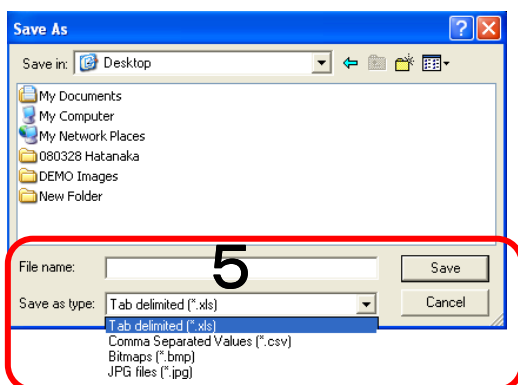 Save As
Save in: Desktop
My Documents
My Computer
My Network Places
080328 Hatanaka
DEMO Images
New Folder
5
File name: Save
Save as type: Tab delimited (*.xls) Cancel
Tab delimited (*.xls)
Comma Separated Values (*.csv)
Bitmaps (*.bmp)
JPG files (*.jpg)